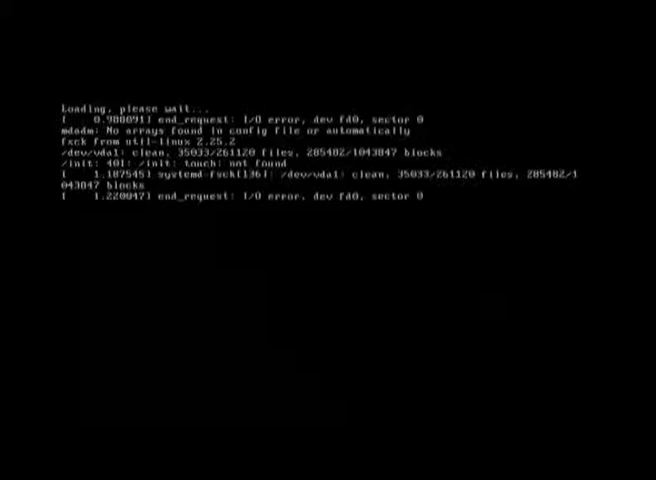 Loading, please wait...
[    0.980091] end_request: I/O error, dev fd0, sector 0
mdadm: No arrays found in config file or automatically
fsck from util-linux 2.25.2
/dev/vda1: clean, 35033/261120 files, 285482/1043847 blocks
/init: 401: /init: touch: not found
[    1.187545] systemd-fsck[136]: /dev/vda1: clean, 35033/261120 files, 285482/1
043847 blocks
[    1.220047] end_request: I/O error, dev fd0, sector 0